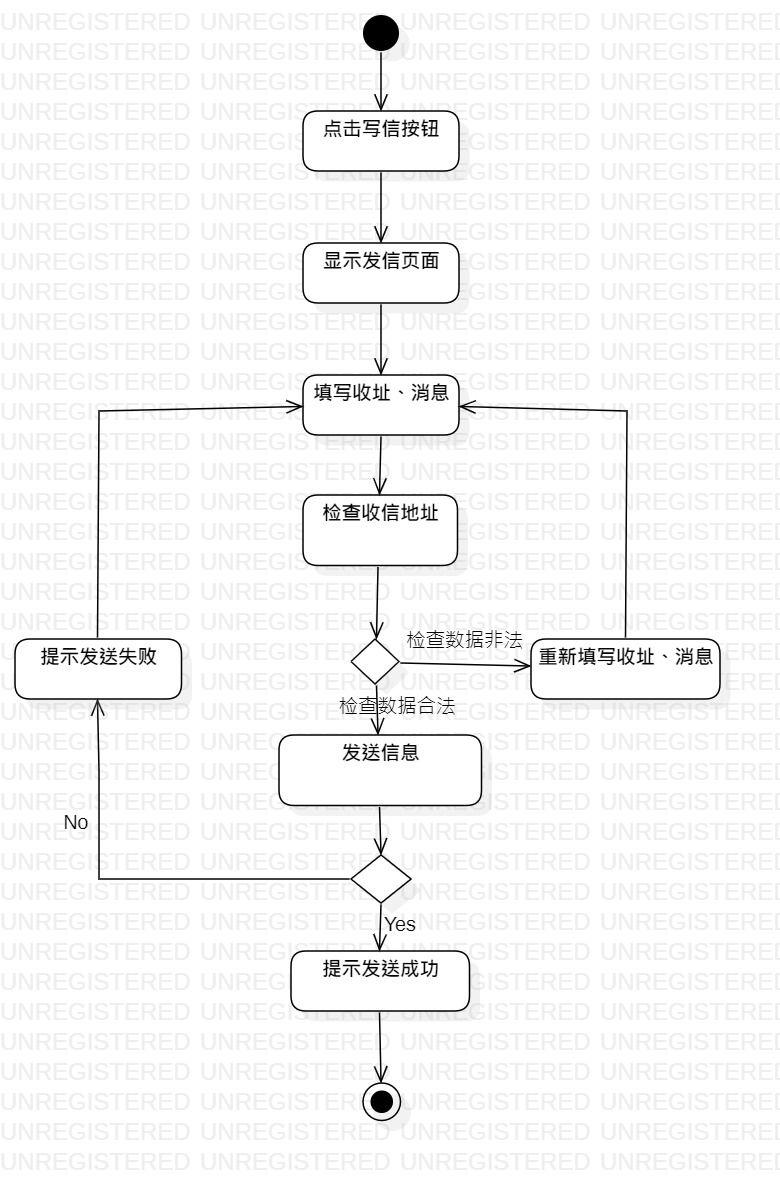 点击写信按钮
显示发信页面
填写收址、消息
检查收信地址
检查数据非法
提示发送失败
重新填写收址、消息
检查数据合法
发送信息
No
Yes
提示发送成功
UNREGISTERED